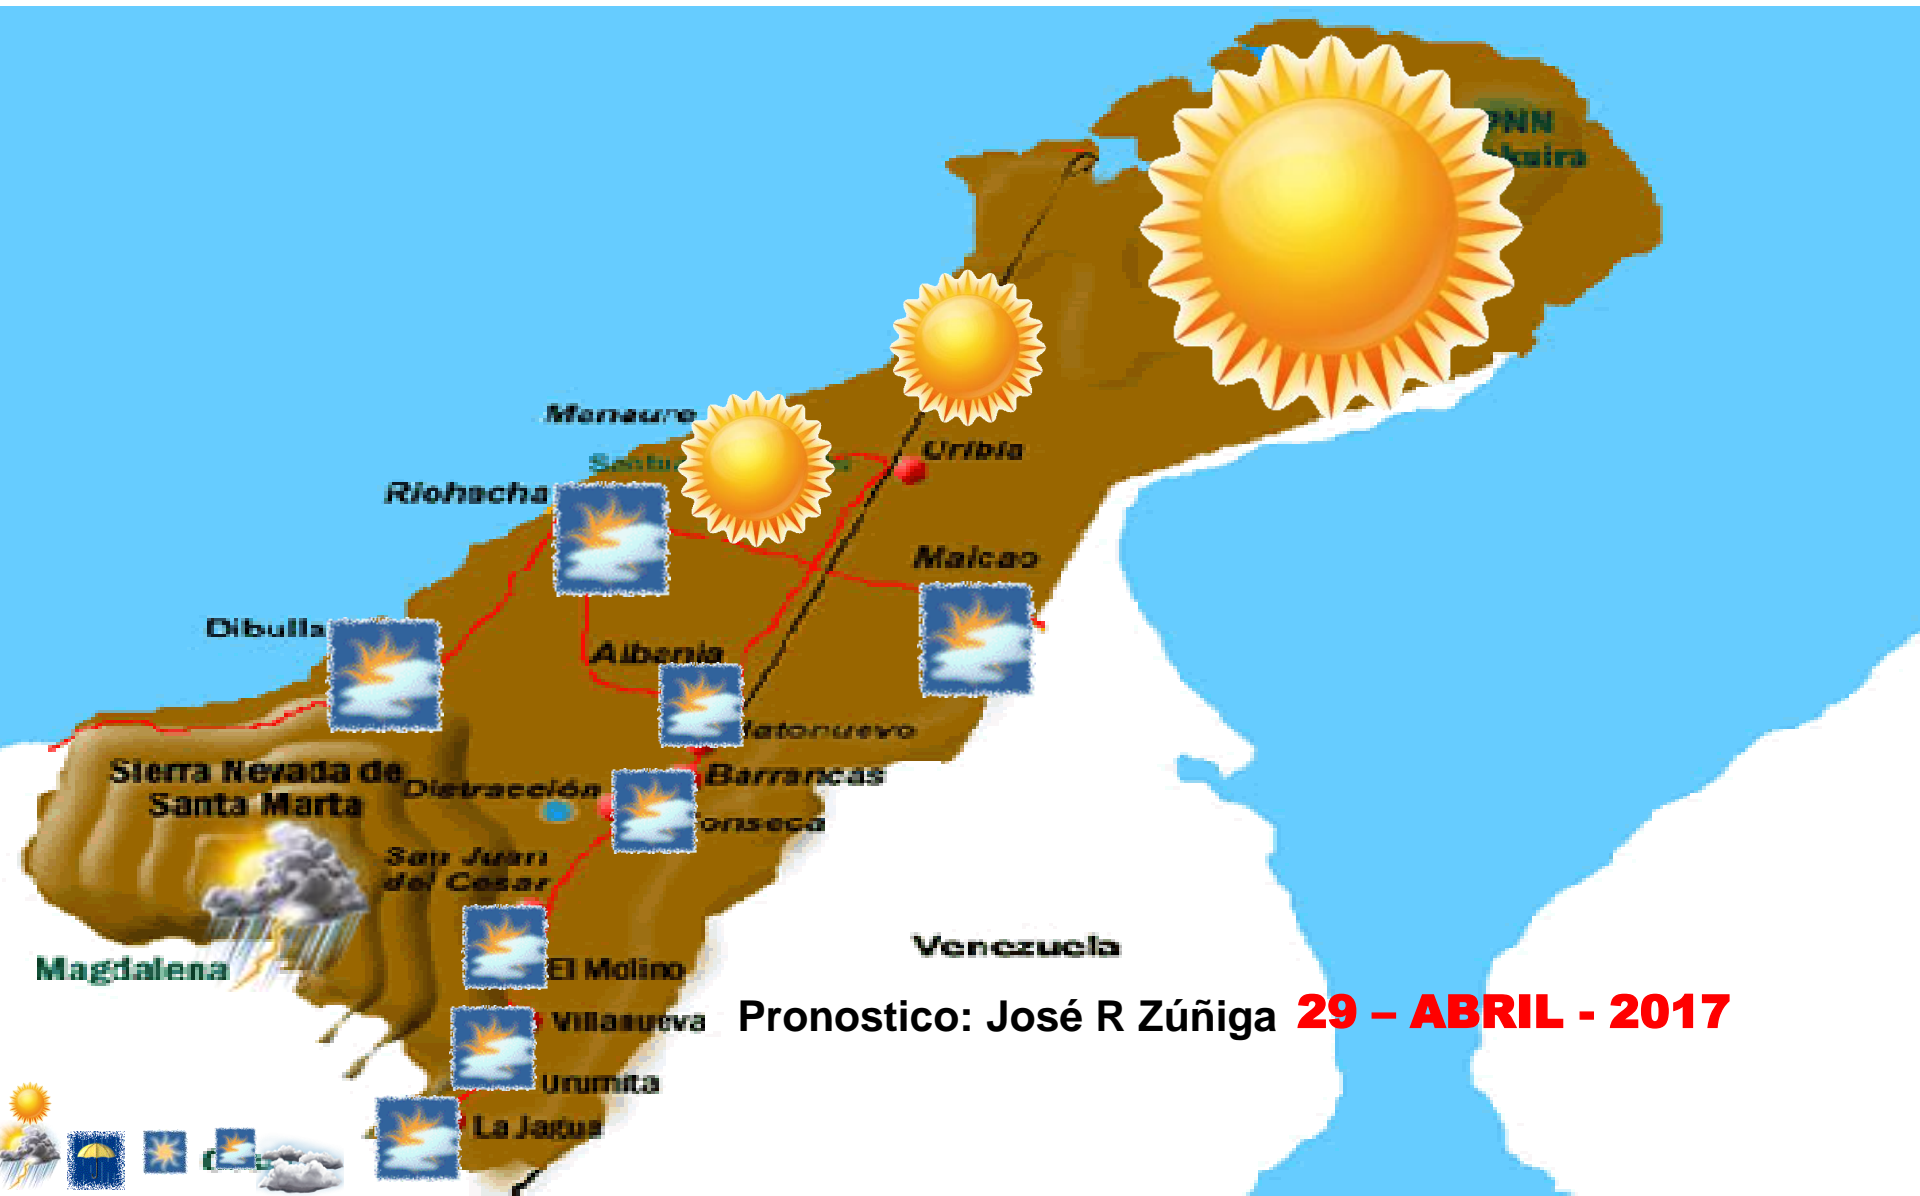 PNN
Manaure
Uribia
Riohacha
Maicao
Dibulla
Albania
Sierra Nevada de
Santa Marta
Distracción
Barrancas
San Juan
del Cesar
Venezuela
Magdalena
El Molino
Pronostico: José R Zúñiga 29 – ABRIL - 2017
Villanueva
Urumita
La Jagua